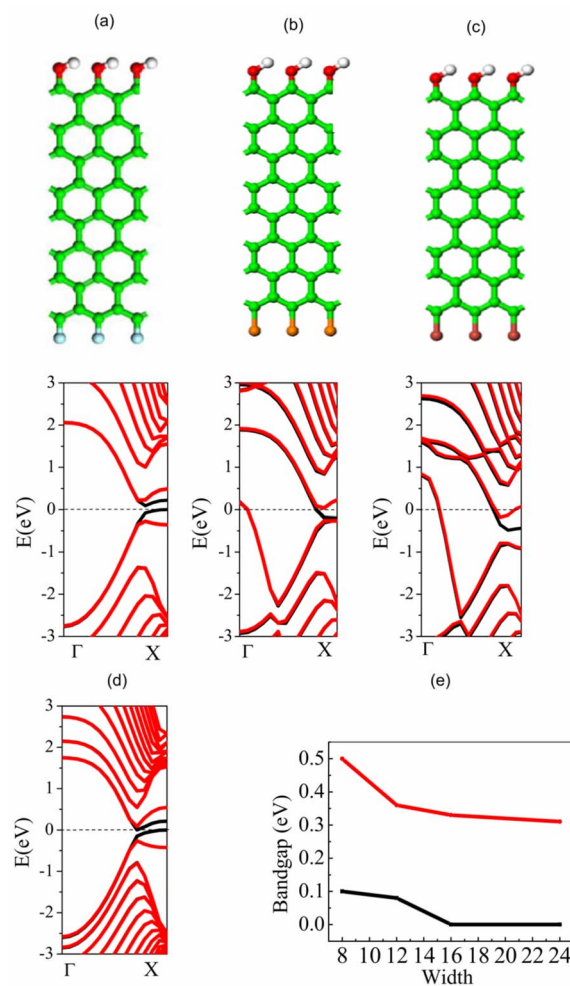 (a) (b) (c)
3 3 3
2 2 2
1 1 1
0 0 0
-1 -1 -1
-2 -2 -2
-3 -3 -3
E(eV) E(eV) E(eV)
Γ X Γ X Γ X
(d) (e)
3
2
1
0
-1
-2
-3
E(eV)
Γ X
0.5
0.4
0.3
0.2
0.1
0.0
Bandgap (eV)
8 10 12 14 16 18 20 22 24
Width